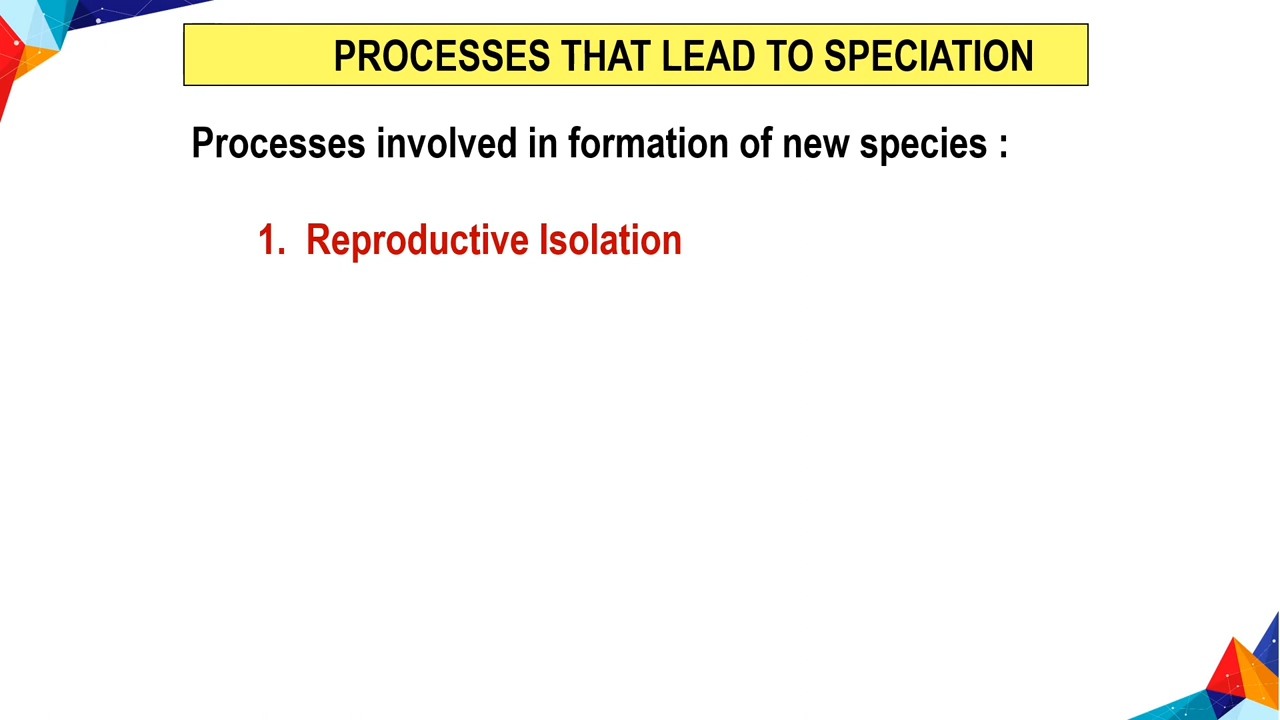 PROCESSES THAT LEAD TO SPECIATION
Processes involved in formation of new species :
1. Reproductive Isolation